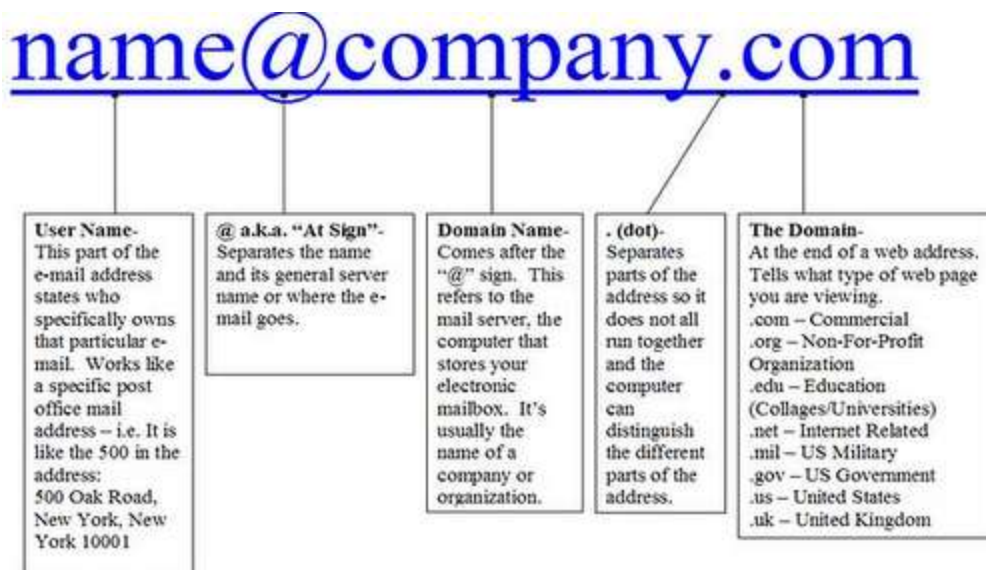 name@company.com
User Name-
This part of the
e-mail address
states who
specifically owns
that particular e-
mail. Works like
a specific post
office mail
address – i.e. It is
like the 500 in the
address:
500 Oak Road,
New York, New
York 10001
@ a.k.a. “At Sign”-
Separates the name
and its general server
name or where the e-
mail goes.
Domain Name-
Comes after the
“@” sign. This
refers to the
mail server, the
computer that
stores your
electronic
mailbox. It’s
usually the
name of a
company or
organization.
. (dot)-
Separates
parts of the
address so it
does not all
run together
and the
computer
can
distinguish
the different
parts of the
address.
The Domain-
At the end of a web address.
Tells what type of web page
you are viewing.
.com – Commercial
.org – Non-For-Profit
Organization
.edu – Education
(Collages/Universities)
.net – Internet Related
.mil – US Military
.gov – US Government
.us – United States
.uk – United Kingdom